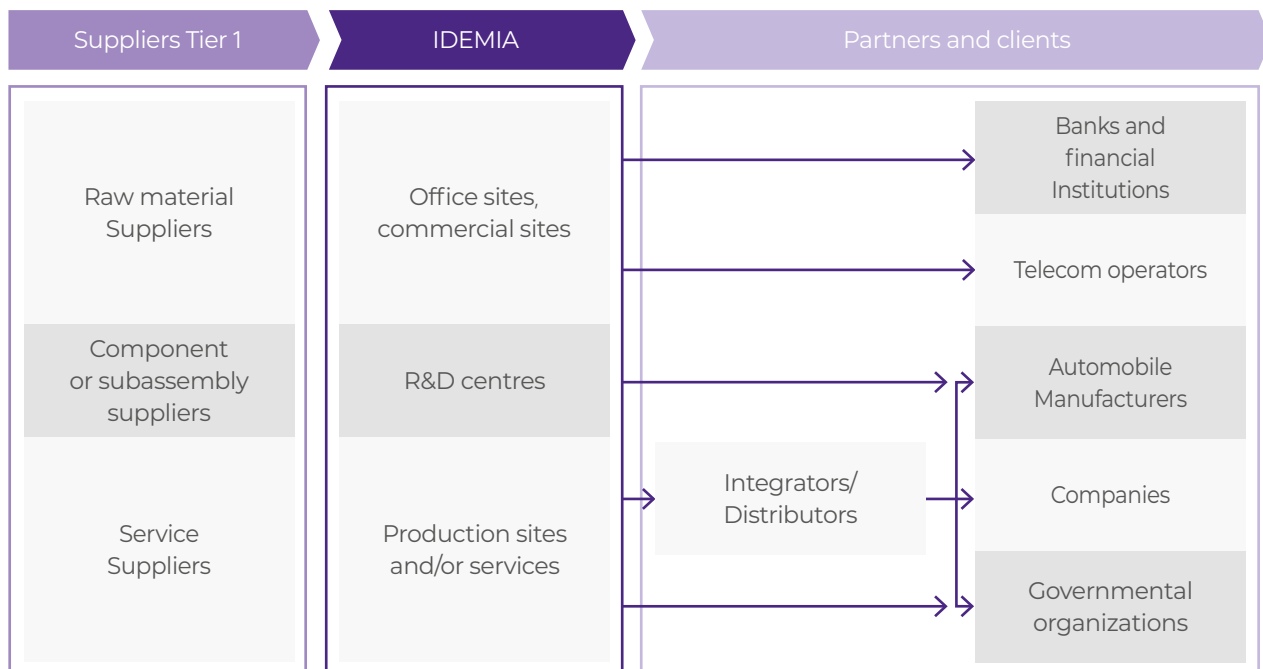 Suppliers Tier 1
IDEMIA
Partners and clients
Raw material
Suppliers
Component
or subassembly
suppliers
Service
Suppliers
Office sites,
commercial sites
R&D centres
Production sites
and/or services
Integrators/
Distributors
Banks and
financial
Institutions
Telecom operators
Automobile
Manufacturers
Companies
Governmental
organizations